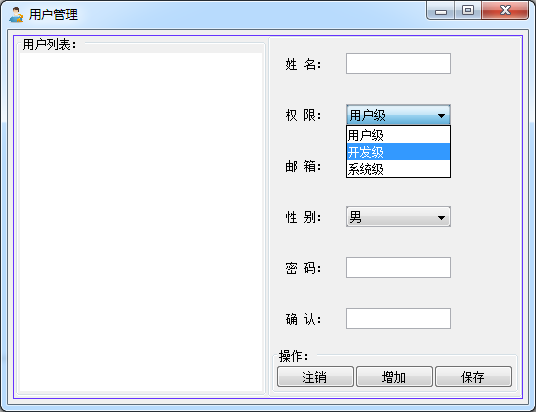 用户管理
用户列表：
姓 名：
权 限：
用户级
用户级
开发级
系统级
邮 箱：
性 别：
男
密 码：
确 认：
操作：
注销
增加
保存